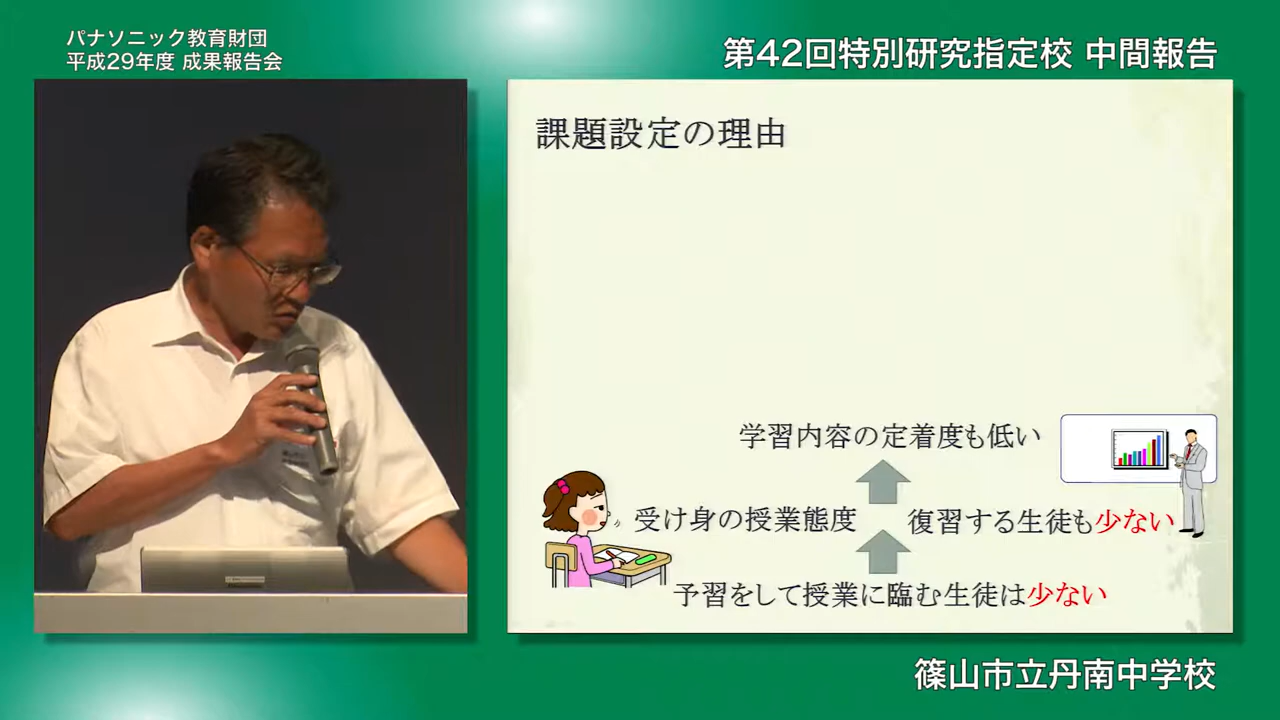 パナソニック教育財団
平成29年度 成果報告会
第42回特別研究指定校 中間報告
課題設定の理由
学習内容の定着度も低い
受け身の授業態度 復習する生徒も少ない
予習をして授業に臨む生徒は少ない
篠山市立丹南中学校